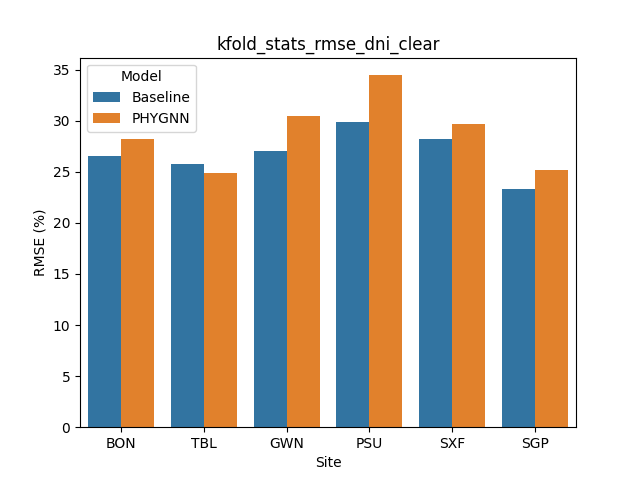 kfold_stats_rmse_dni_clear
Model
Baseline
PHYGNN
RMSE (%)
35
30
25
20
15
10
5
0
BON TBL GWN PSU SXF SGP
Site